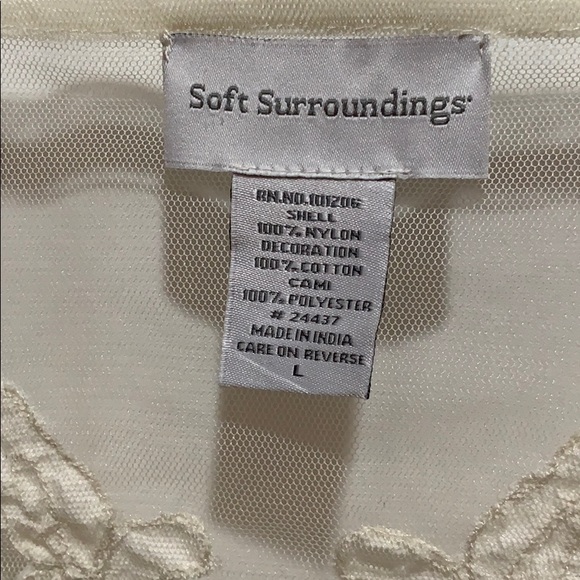 Soft Surroundings
RN.NO.101206
SHELL
100% NYLON
DECORATION
100% COTTON
CAMI
100% POLYESTER
# 24437
MADE IN INDIA
CARE ON REVERSE
L